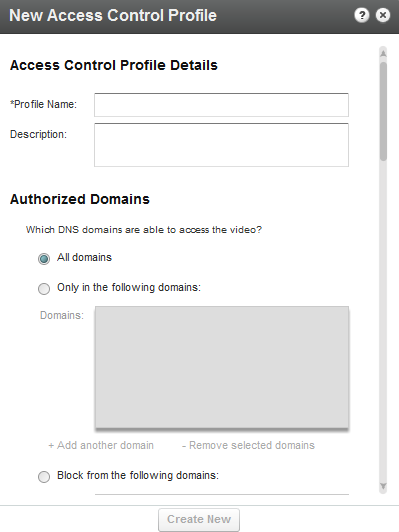 New Access Control Profile
?
Access Control Profile Details
*Profile Name:
Description:
Authorized Domains
Which DNS domains are able to access the video?
All domains
Only in the following domains:
Domains:
+ Add another domain - Remove selected domains
Block from the following domains:
Create New